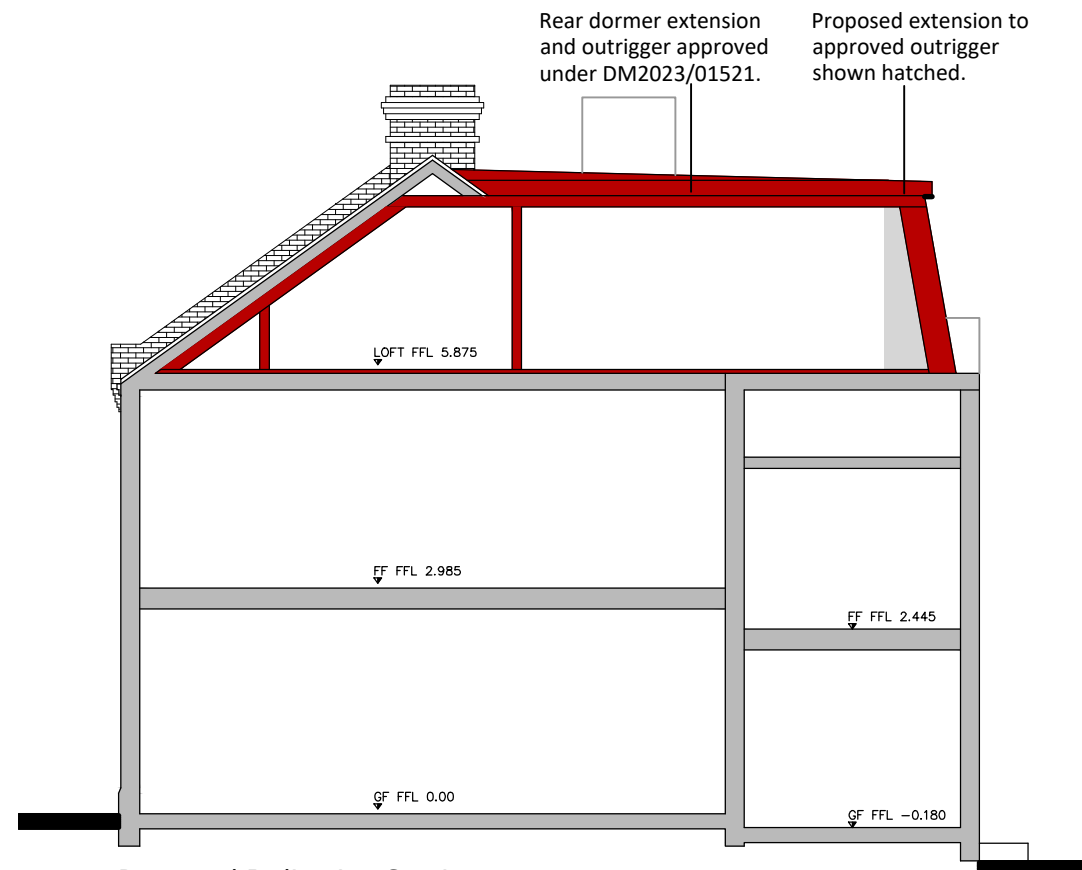 Rear dormer extension
and outrigger approved
under DM2023/01521.
Proposed extension to
approved outrigger
shown hatched.
LOFT FFL 5.875
FF FFL 2.985
FF FFL 2.445
GF FFL 0.00
GF FFL -0.180